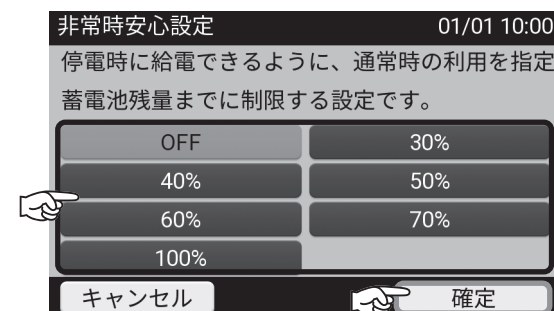 非常時安心設定 01/01 10:00
停電時に給電できるように、通常時の利用を指定
蓄電池残量までに制限する設定です。
OFF 30%
40% 50%
60% 70%
100%
キャンセル 確定